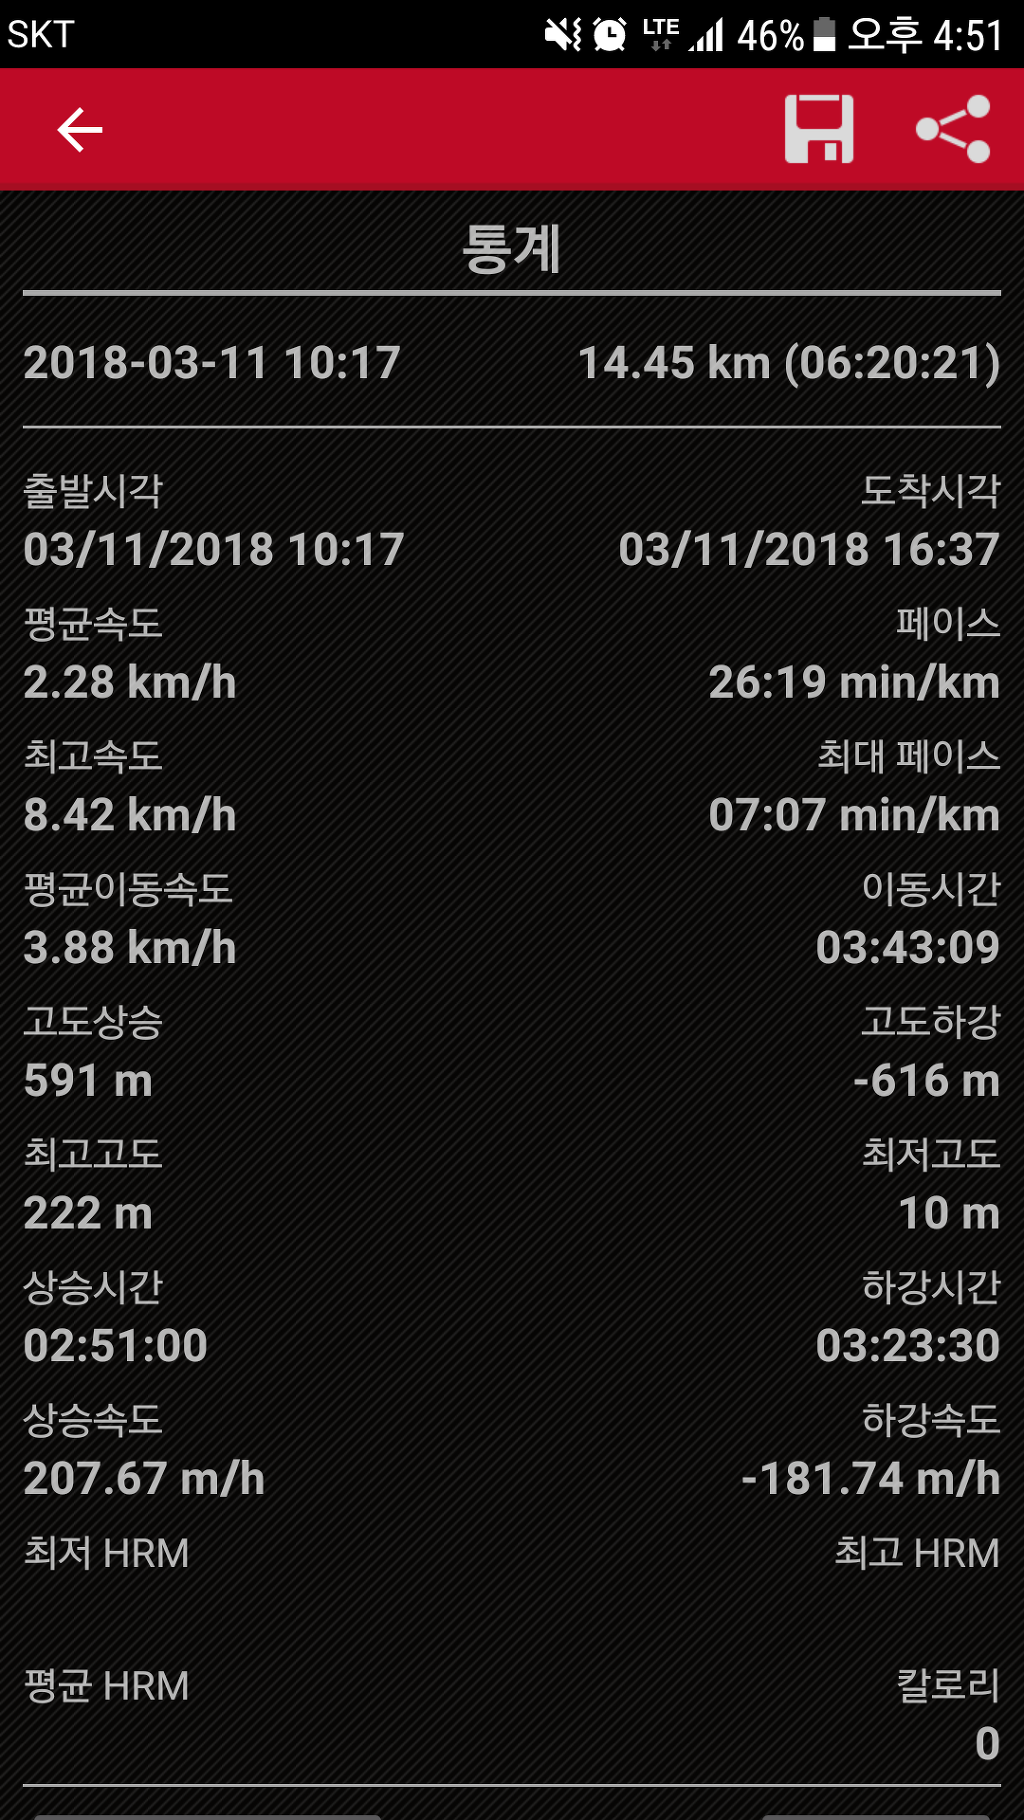 SKT LTE 46% 오후 4:51
통계
2018-03-11 10:17 14.45 km (06:20:21)
출발시각 도착시각
03/11/2018 10:17 03/11/2018 16:37
평균속도 페이스
2.28 km/h 26:19 min/km
최고속도 최대 페이스
8.42 km/h 07:07 min/km
평균이동속도 이동시간
3.88 km/h 03:43:09
고도상승 고도하강
591 m -616 m
최고고도 최저고도
222 m 10 m
상승시간 하강시간
02:51:00 03:23:30
상승속도 하강속도
207.67 m/h -181.74 m/h
최저 HRM 최고 HRM
평균 HRM 칼로리
0